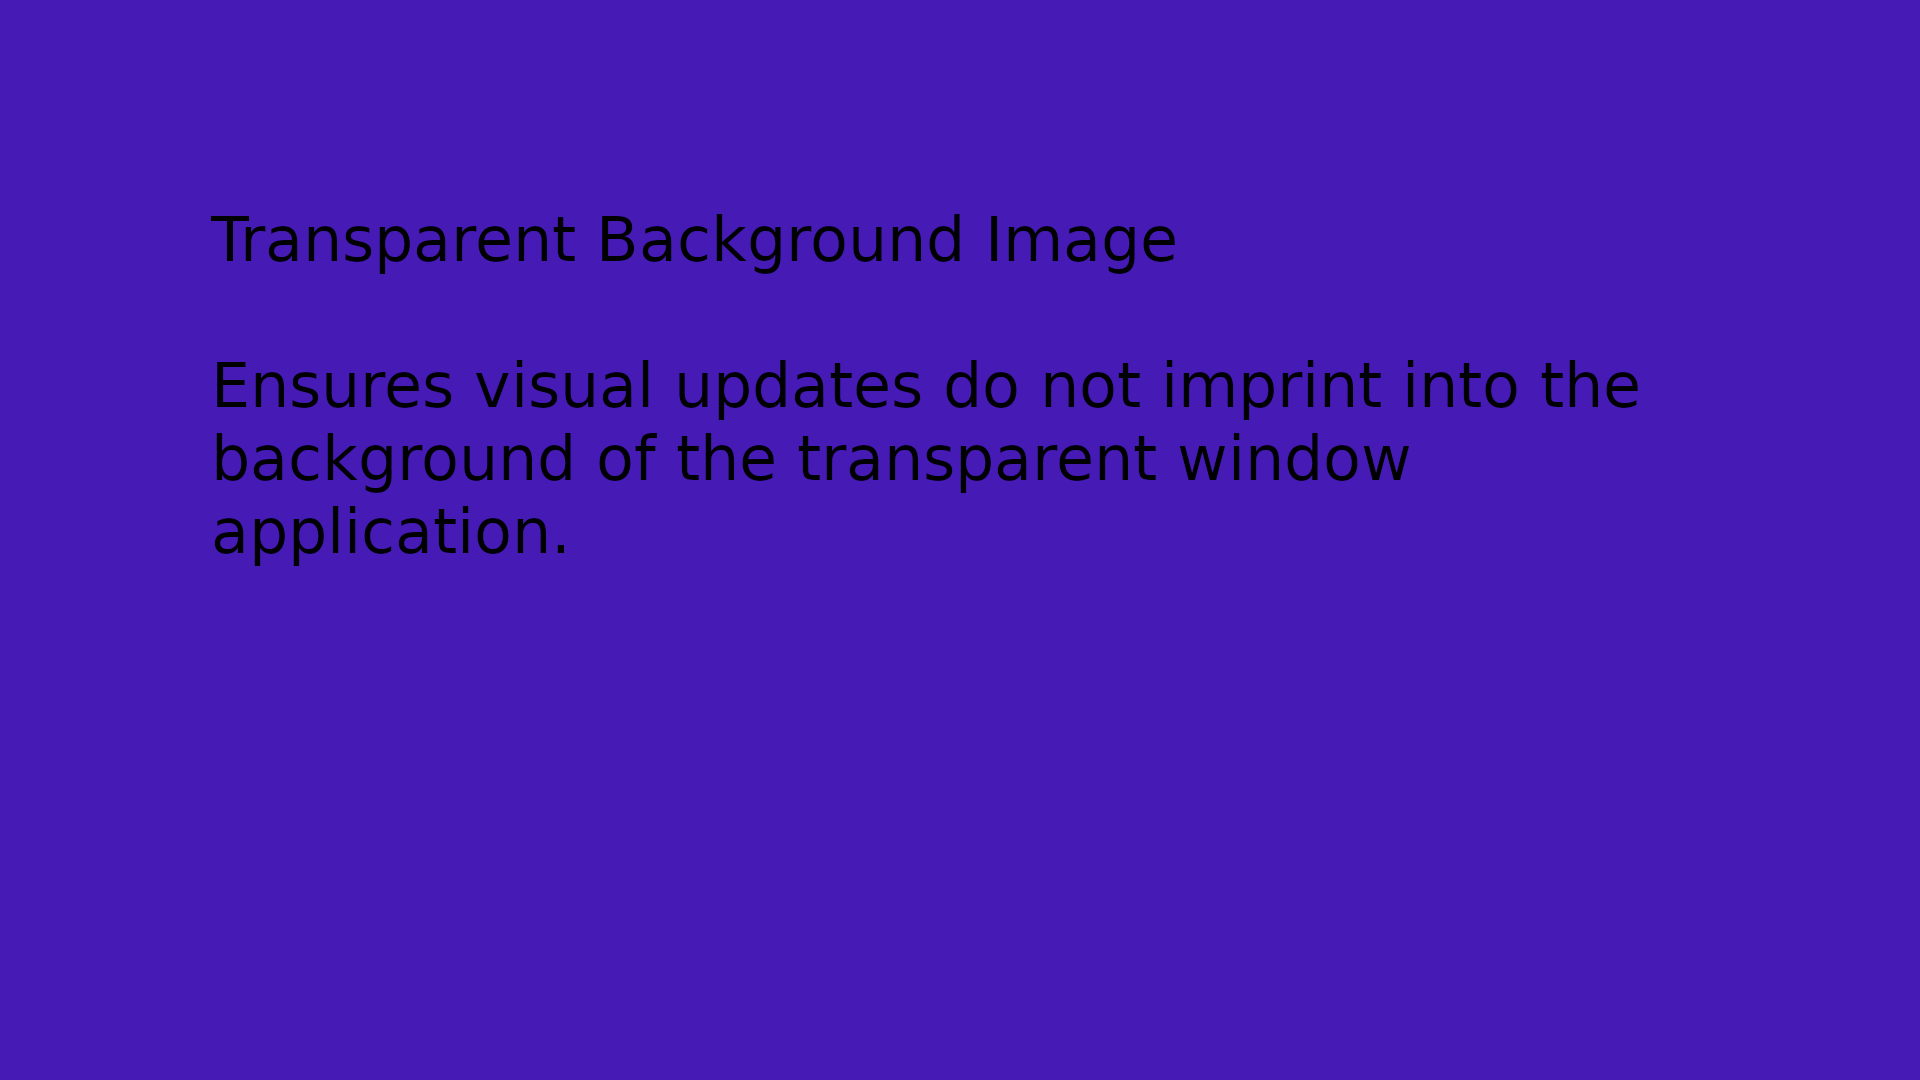 Transparent Background Image
Ensures visual updates do not imprint into the
background of the transparent window
application.